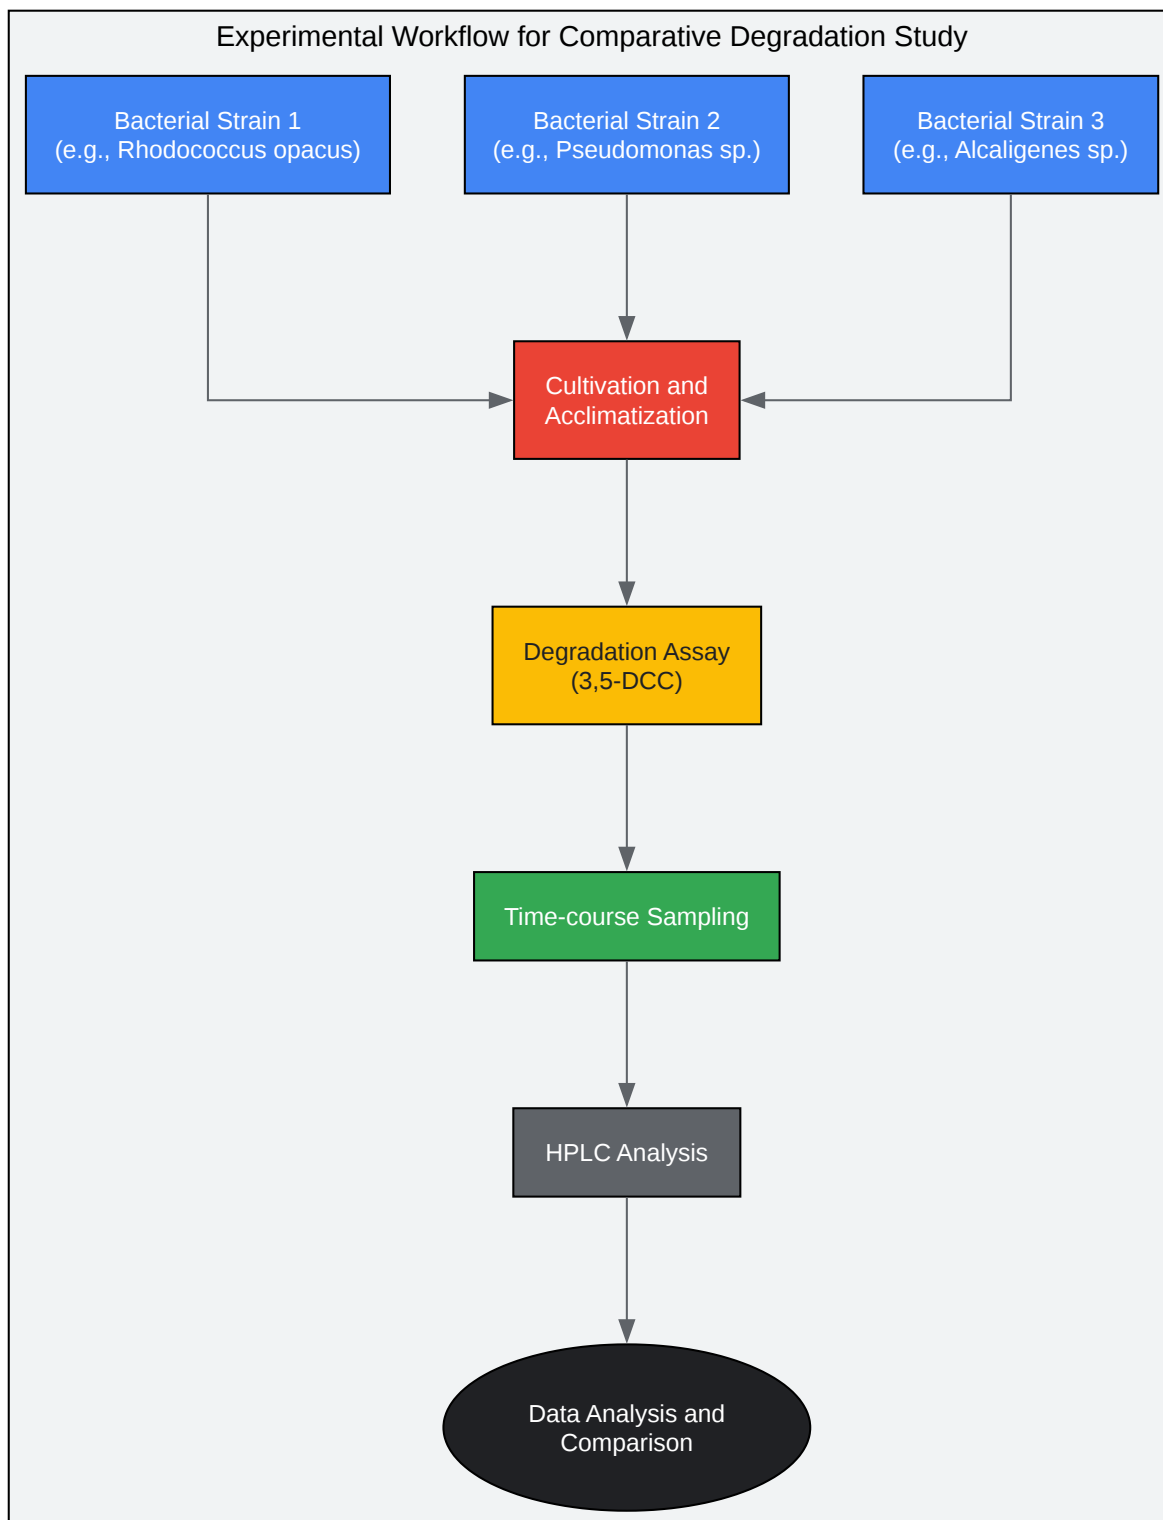 Experimental Workflow for Comparative Degradation Study
Bacterial Strain 1
(e.g., Rhodococcus opacus)
Bacterial Strain 2
(e.g., Pseudomonas sp.)
Bacterial Strain 3
(e.g., Alcaligenes sp.)
Cultivation and
Acclimatization
Degradation Assay
(3,5-DCC)
Time-course Sampling
HPLC Analysis
Data Analysis and
Comparison